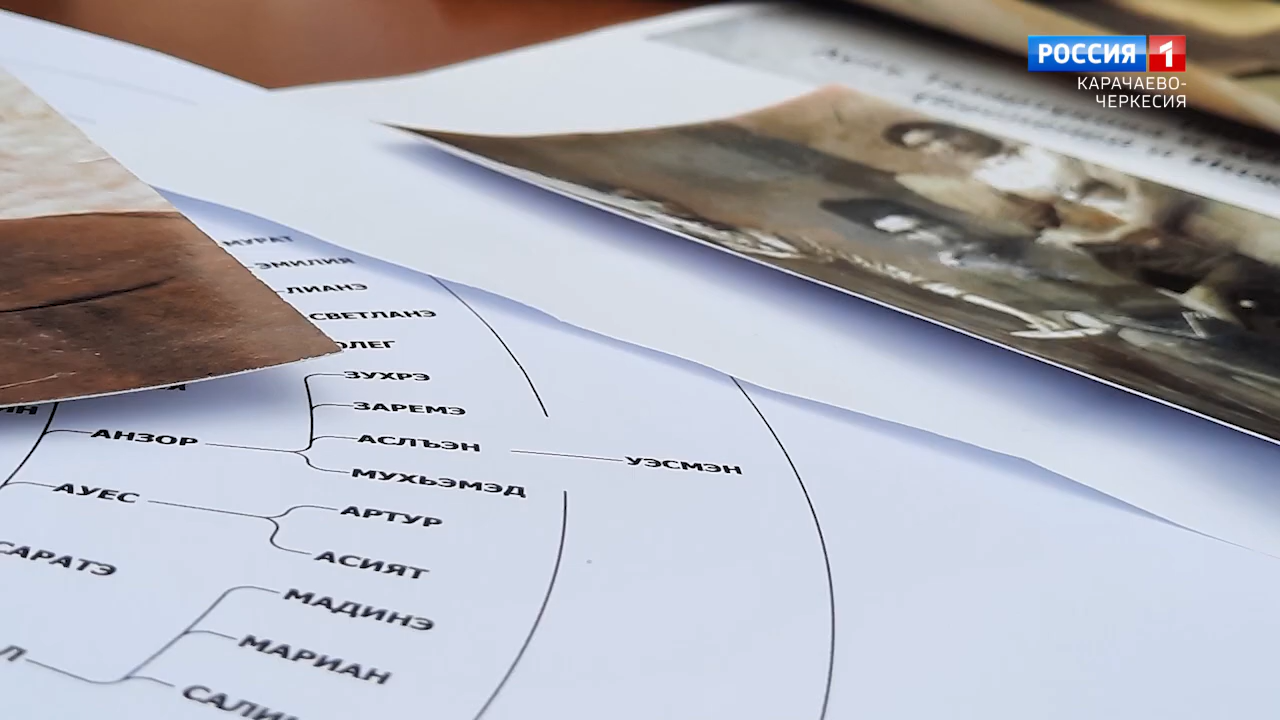 РОССИЯ 1
КАРАЧАЕВО-
ЧЕРКЕСИЯ
МУРАТ
ЭМИЛИЯ
ЛИАНЭ
СВЕТЛАНЭ
ОЛЕГ
ЗУХРЭ
ЗАРЕМЭ
АНЗОР
АСЛЪЭН
УЭСМЭН
МУХЬЭМЭД
АУЕС
АРТУР
АСИЯТ
САРАТЭ
МАДИНЭ
МАРИАН